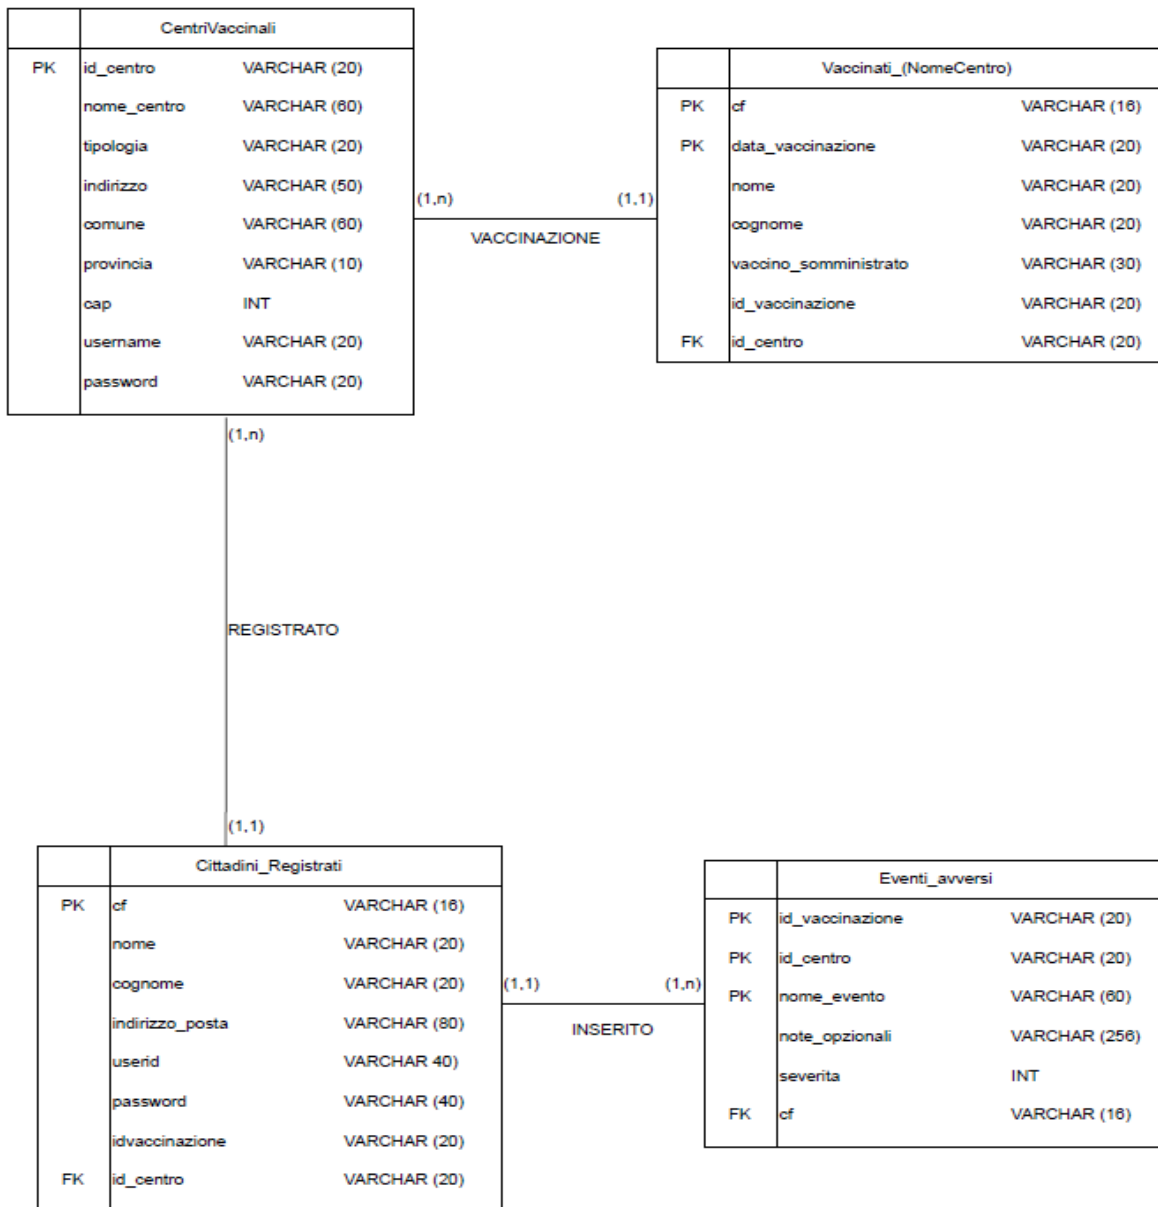 CentriVaccinali
PK id_centro VARCHAR (20)
nome_centro VARCHAR (60)
tipologia VARCHAR (20)
indirizzo VARCHAR (50)
comune VARCHAR (60)
provincia VARCHAR (10)
cap INT
username VARCHAR (20)
password VARCHAR (20)
Vaccinati_(NomeCentro)
PK cf VARCHAR (16)
PK data_vaccinazione VARCHAR (20)
nome VARCHAR (20)
cognome VARCHAR (20)
vaccino_somministrato VARCHAR (30)
id_vaccinazione VARCHAR (20)
FK id_centro VARCHAR (20)
(1,n) (1,1)
VACCINAZIONE
(1,n)
REGISTRATO
(1,1)
Cittadini_Registrati
PK cf VARCHAR (16)
nome VARCHAR (20)
cognome VARCHAR (20)
indirizzo_posta VARCHAR (80)
userid VARCHAR 40)
password VARCHAR (40)
idvaccinazione VARCHAR (20)
FK id_centro VARCHAR (20)
(1,1) (1,n)
INSERITO
Eventi_avversi
PK id_vaccinazione VARCHAR (20)
PK id_centro VARCHAR (20)
PK nome_evento VARCHAR (60)
note_opzionali VARCHAR (256)
severita INT
FK cf VARCHAR (16)